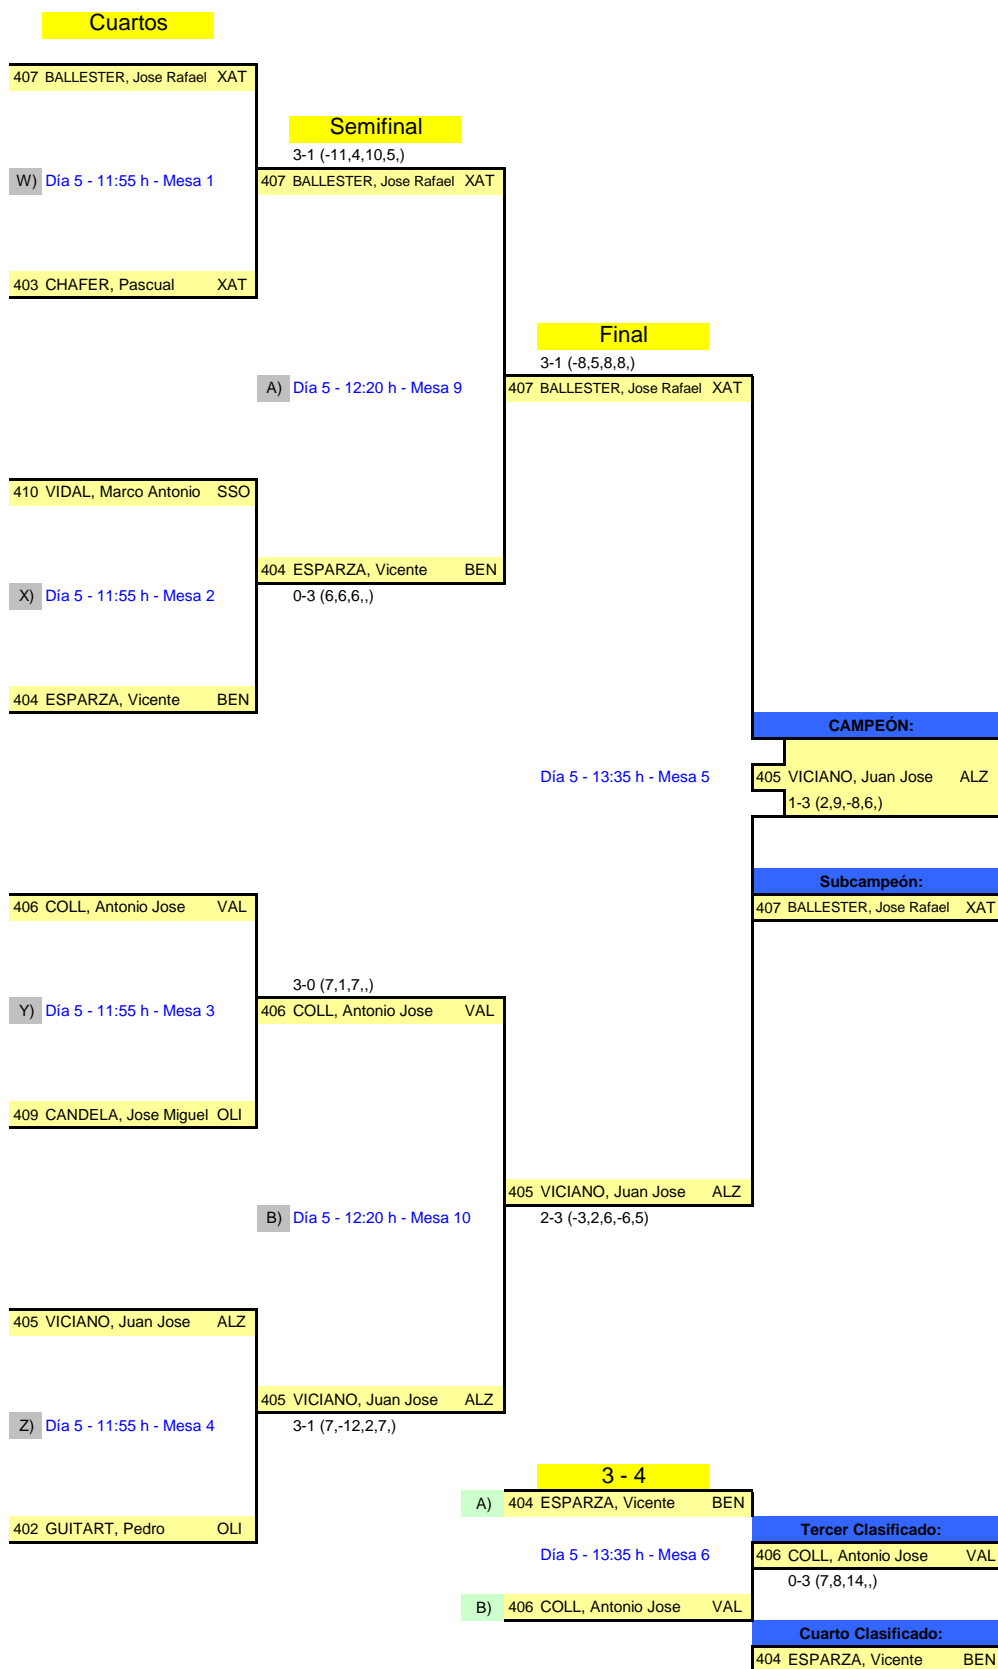 Cuartos
407 BALLESTER, Jose Rafael XAT
Semifinal
3-1 (-11,4,10,5,)
W) Día 5 - 11:55 h - Mesa 1
407 BALLESTER, Jose Rafael XAT
403 CHAFER, Pascual XAT
Final
3-1 (-8,5,8,8,)
A) Día 5 - 12:20 h - Mesa 9
407 BALLESTER, Jose Rafael XAT
410 VIDAL, Marco Antonio SSO
404 ESPARZA, Vicente BEN
X) Día 5 - 11:55 h - Mesa 2
0-3 (6,6,6,,)
404 ESPARZA, Vicente BEN
CAMPEÓN:
Día 5 - 13:35 h - Mesa 5
405 VICIANO, Juan Jose ALZ
1-3 (2,9,-8,6,)
Subcampeón:
406 COLL, Antonio Jose VAL
407 BALLESTER, Jose Rafael XAT
3-0 (7,1,7,,)
Y) Día 5 - 11:55 h - Mesa 3
406 COLL, Antonio Jose VAL
409 CANDELA, Jose Miguel OLI
405 VICIANO, Juan Jose ALZ
B) Día 5 - 12:20 h - Mesa 10
2-3 (-3,2,6,-6,5)
405 VICIANO, Juan Jose ALZ
405 VICIANO, Juan Jose ALZ
Z) Día 5 - 11:55 h - Mesa 4
3-1 (7,-12,2,7,)
3 - 4
A) 404 ESPARZA, Vicente BEN
402 GUITART, Pedro OLI
Tercer Clasificado:
Día 5 - 13:35 h - Mesa 6
406 COLL, Antonio Jose VAL
0-3 (7,8,14,,)
B) 406 COLL, Antonio Jose VAL
Cuarto Clasificado:
404 ESPARZA, Vicente BEN